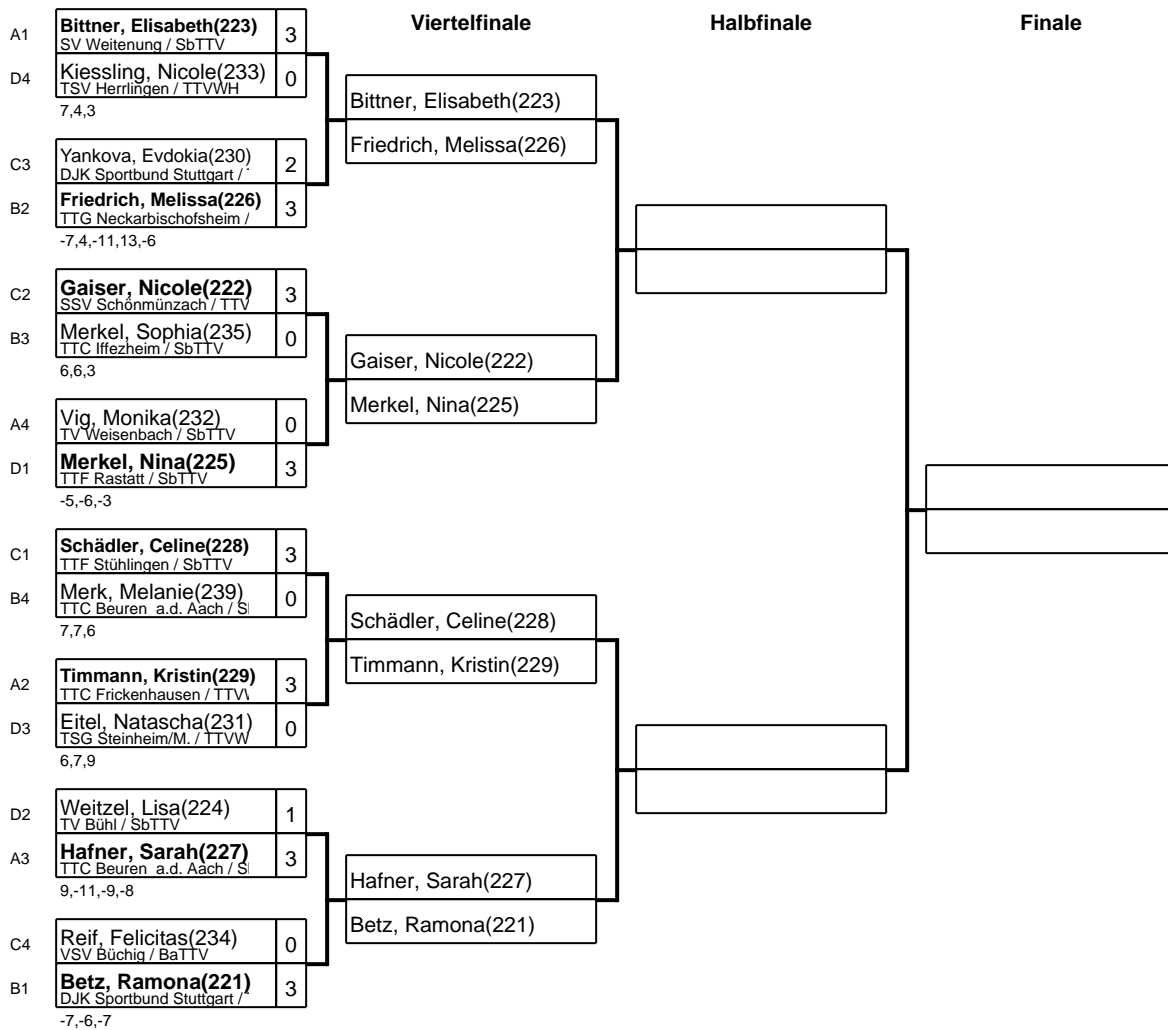 Viertelfinale Halbfinale Finale
A1 Bittner, Elisabeth(223) 3
SV Weitenung / SbTTV
D4 Kiessling, Nicole(233) 0
TSV Herrlingen / TTVWH
7,4,3
Bittner, Elisabeth(223)
Friedrich, Melissa(226)
C3 Yankova, Evdokia(230) 2
DJK Sportbund Stuttgart /
B2 Friedrich, Melissa(226) 3
TTG Neckarbischofsheim /
-7,4,-11,13,-6
C2 Gaiser, Nicole(222) 3
SSV Schönmünzach / TTV
B3 Merkel, Sophia(235) 0
TTC Iffezheim / SbTTV
6,6,3
Gaiser, Nicole(222)
Merkel, Nina(225)
A4 Vig, Monika(232) 0
TV Weisenbach / SbTTV
D1 Merkel, Nina(225) 3
TTF Rastatt / SbTTV
-5,-6,-3
C1 Schädler, Celine(228) 3
TTF Stühlingen / SbTTV
B4 Merk, Melanie(239) 0
TTC Beuren a.d. Aach / S
7,7,6
Schädler, Celine(228)
Timmann, Kristin(229)
A2 Timmann, Kristin(229) 3
TTC Frickenhausen / TTV
D3 Eitel, Natascha(231) 0
TSG Steinheim/M. / TTVW
6,7,9
D2 Weitzel, Lisa(224) 1
TV Bühl / SbTTV
A3 Hafner, Sarah(227) 3
TTC Beuren a.d. Aach / S
9,-11,-9,-8
Hafner, Sarah(227)
Betz, Ramona(221)
C4 Reif, Felicitas(234) 0
VSV Büchig / BaTTV
B1 Betz, Ramona(221) 3
DJK Sportbund Stuttgart /
-7,-6,-7